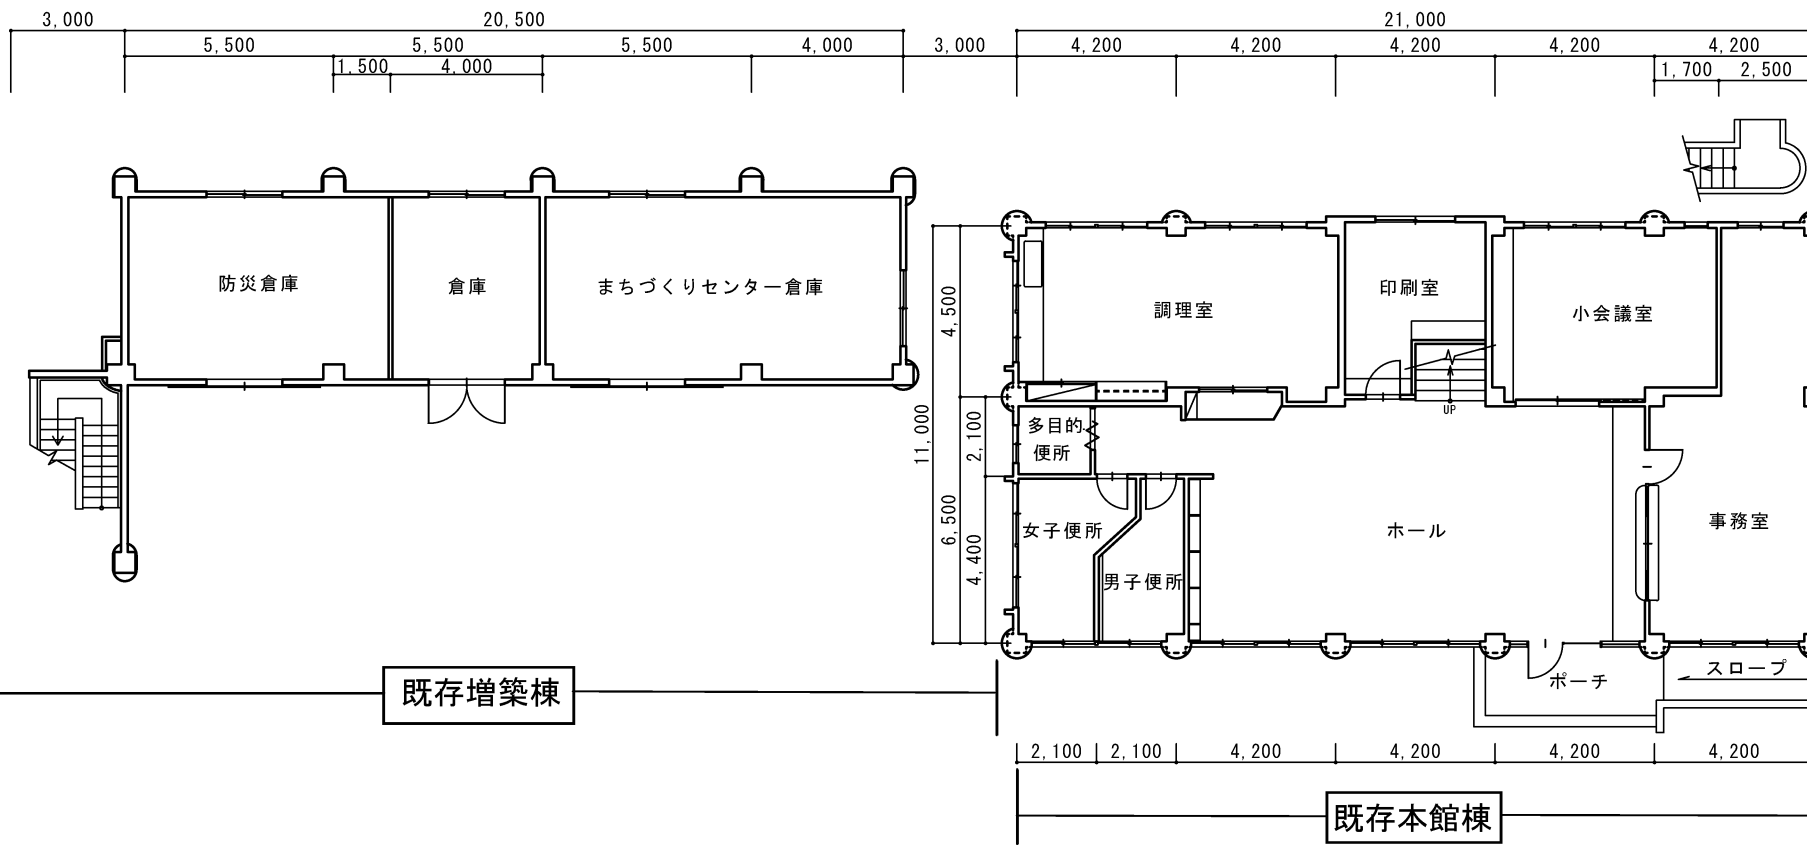 3,000
20,500
21,000
5,500
5,500
5,500
4,000
3,000
4,200
4,200
4,200
4,200
4,200
1,500
4,000
1,700
2,500
防災倉庫
倉庫
まちづくりセンター倉庫
調理室
印刷室
小会議室
4,500
11,000
2,100
6,500
4,400
UP
多目的
便所
女子便所
男子便所
ホール
事務室
ポーチ
スロープ
既存増築棟
2,100
2,100
4,200
4,200
4,200
4,200
既存本館棟